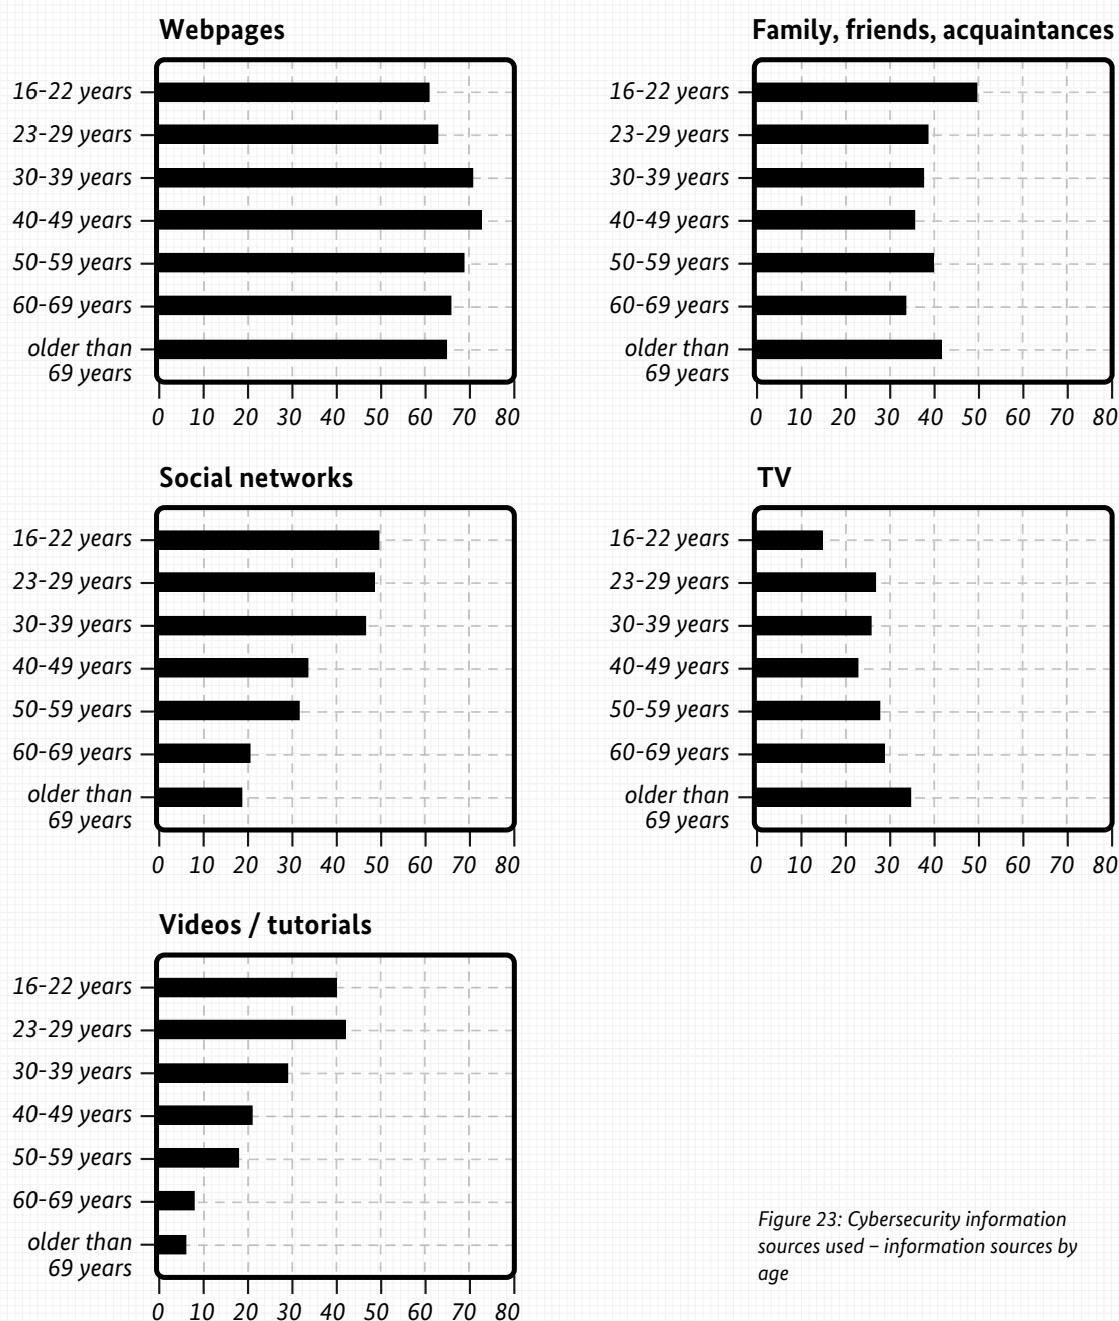 Webpages
16-22 years
23-29 years
30-39 years
40-49 years
50-59 years
60-69 years
older than
69 years
0 10 20 30 40 50 60 70 80
Family, friends, acquaintances
16-22 years
23-29 years
30-39 years
40-49 years
50-59 years
60-69 years
older than
69 years
0 10 20 30 40 50 60 70 80
Social networks
16-22 years
23-29 years
30-39 years
40-49 years
50-59 years
60-69 years
older than
69 years
0 10 20 30 40 50 60 70 80
TV
16-22 years
23-29 years
30-39 years
40-49 years
50-59 years
60-69 years
older than
69 years
0 10 20 30 40 50 60 70 80
Videos / tutorials
16-22 years
23-29 years
30-39 years
40-49 years
50-59 years
60-69 years
older than
69 years
0 10 20 30 40 50 60 70 80
Figure 23: Cybersecurity information
sources used – information sources by
age